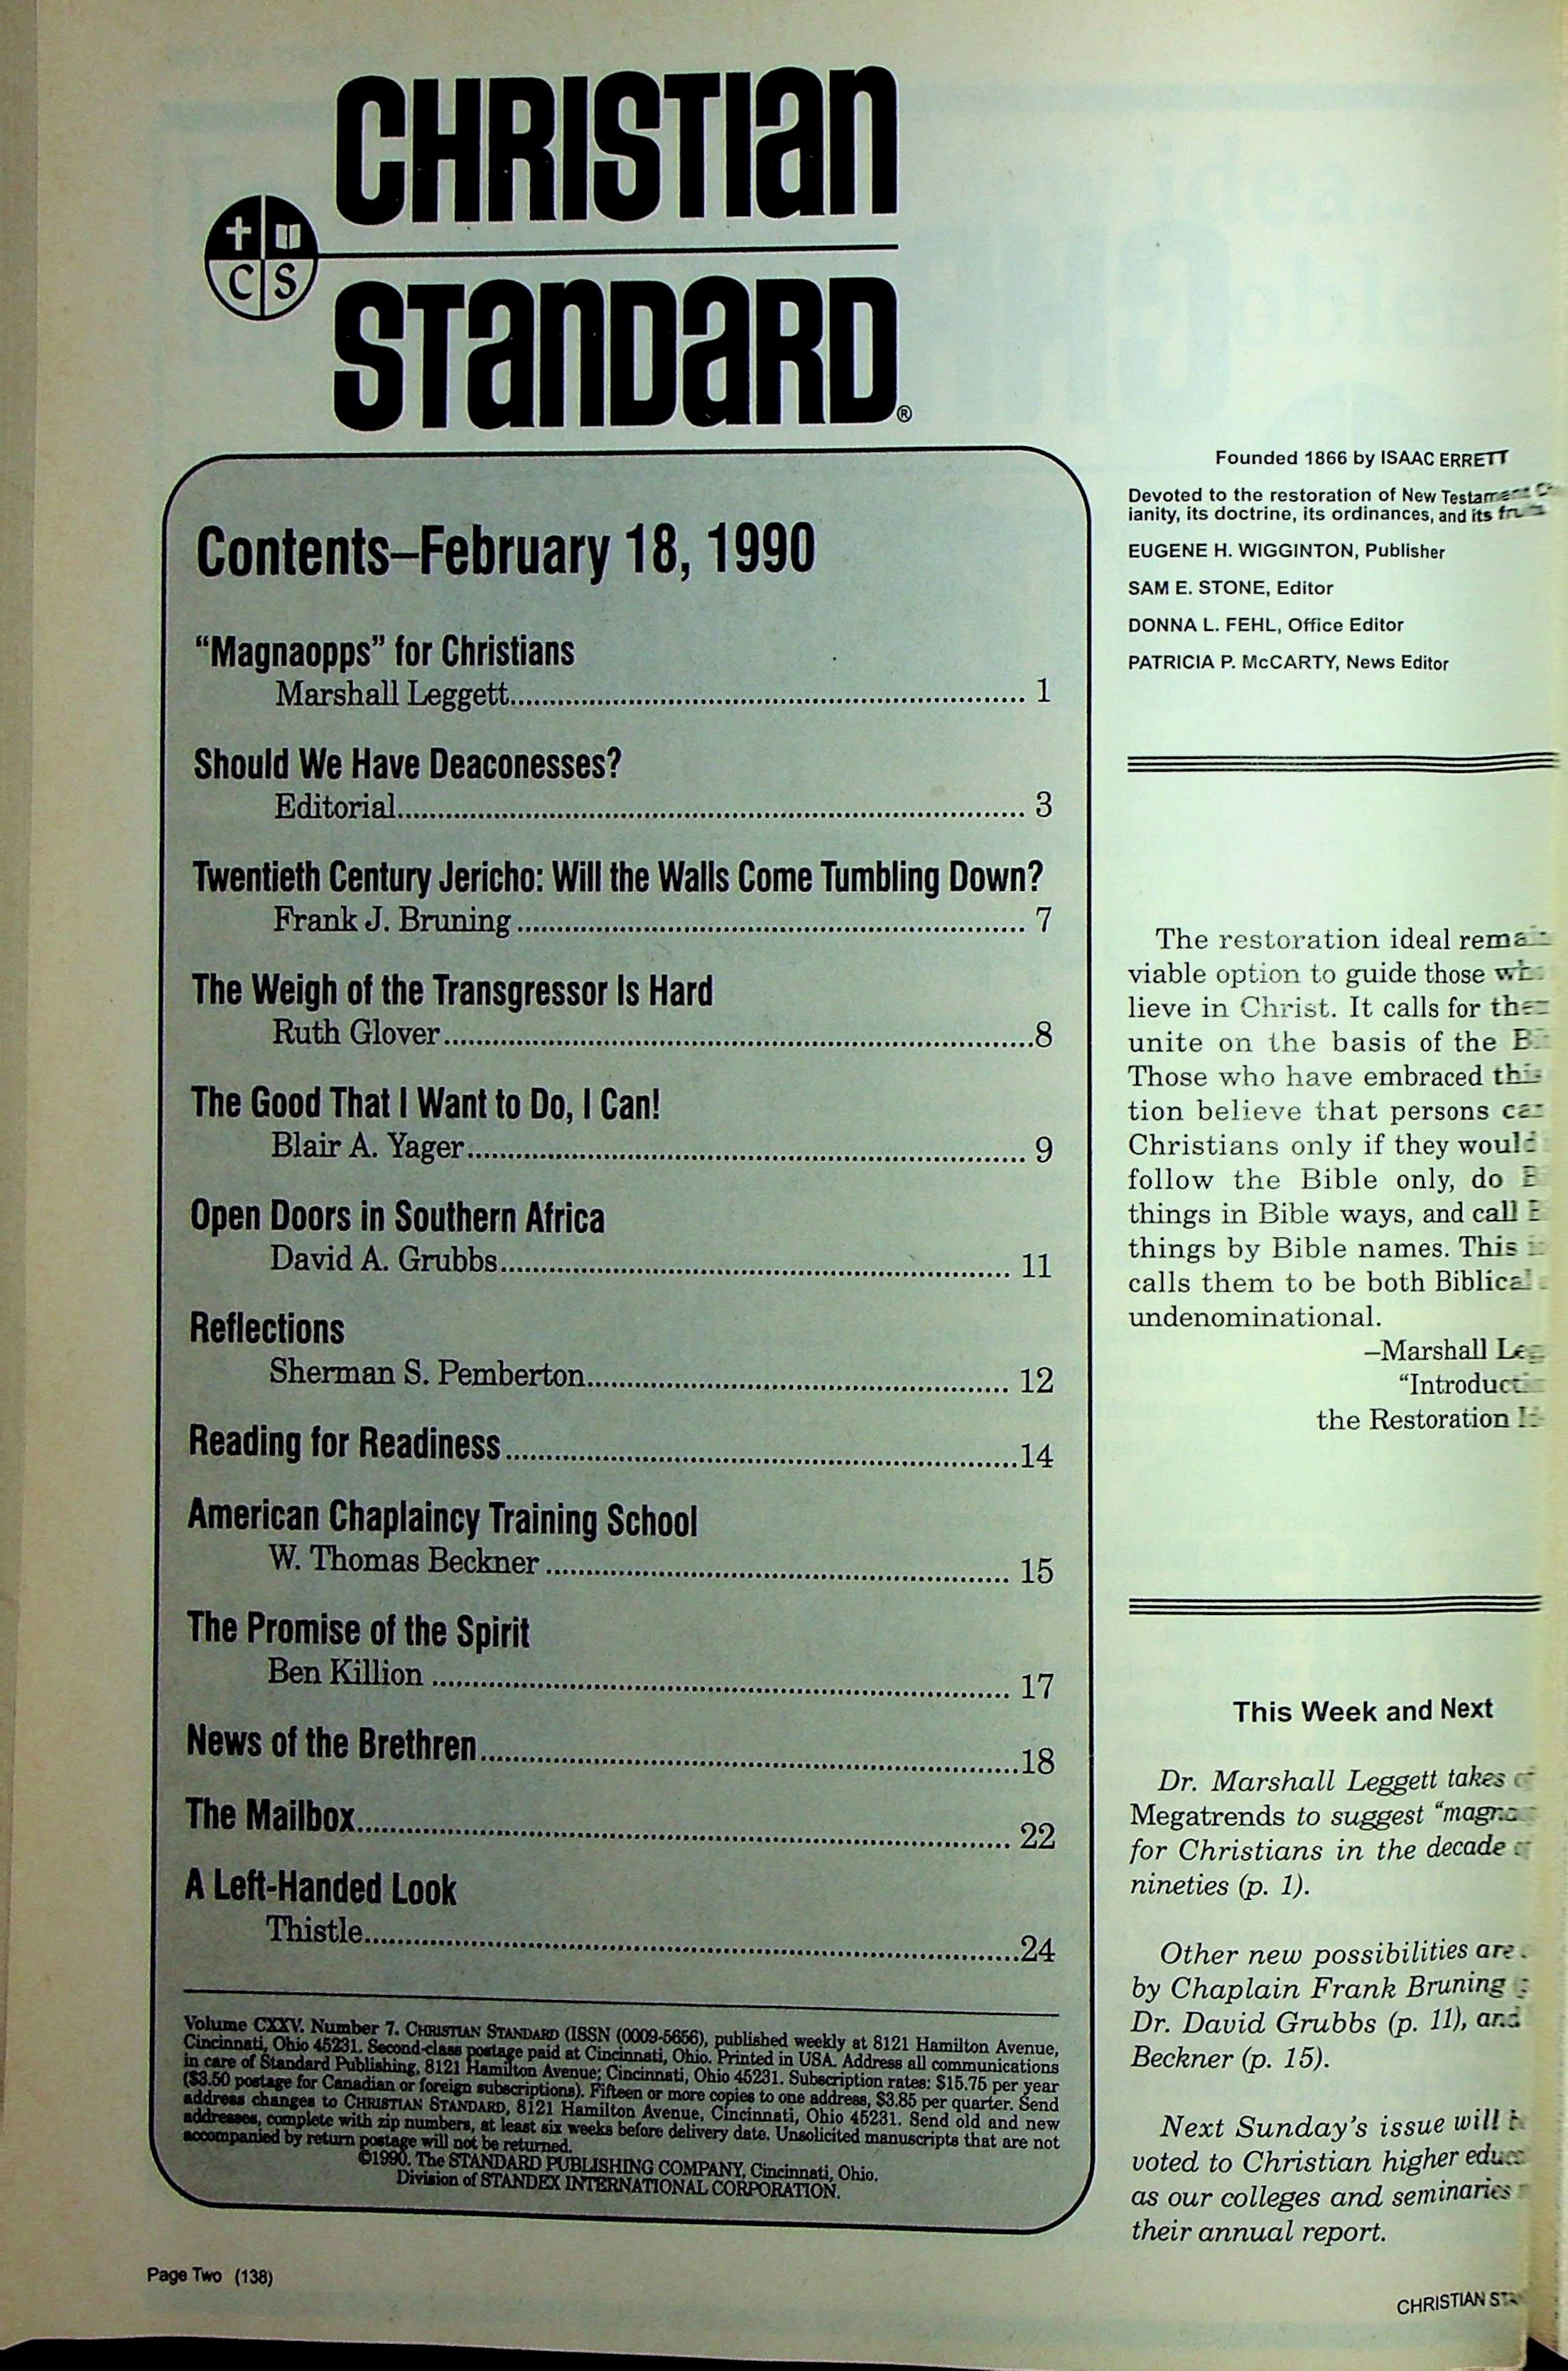 CHRISTIAN
STANDARD®
C S
Contents–February 18, 1990
“Magnaopps” for Christians
Marshall Leggett........ 1
Should We Have Deaconesses?
Editorial........ 3
Twentieth Century Jericho: Will the Walls Come Tumbling Down?
Frank J. Bruning........ 7
The Weigh of the Transgressor Is Hard
Ruth Glover........8
The Good That I Want to Do, I Can!
Blair A. Yager........ 9
Open Doors in Southern Africa
David A. Grubbs........ 11
Reflections
Sherman S. Pemberton........ 12
Reading for Readiness........14
American Chaplaincy Training School
W. Thomas Beckner........ 15
The Promise of the Spirit
Ben Killion........ 17
News of the Brethren........18
The Mailbox........ 22
A Left-Handed Look
Thistle........24
Volume CXXV. Number 7. CHRISTIAN STANDARD (ISSN (0009-5656), published weekly at 8121 Hamilton Avenue,
Cincinnati, Ohio 45231. Second-class postage paid at Cincinnati, Ohio. Printed in USA. Address all communications
in care of Standard Publishing, 8121 Hamilton Avenue; Cincinnati, Ohio 45231. Subscription rates: $15.75 per year
($3.50 postage for Canadian or foreign subscriptions). Fifteen or more copies to one address, $3.85 per quarter. Send
address changes to CHRISTIAN STANDARD, 8121 Hamilton Avenue, Cincinnati, Ohio 45231. Send old and new
addresses, complete with zip numbers, at least six weeks before delivery date. Unsolicited manuscripts that are not
accompanied by return postage will not be returned.
©1990. The STANDARD PUBLISHING COMPANY, Cincinnati, Ohio.
Division of STANDEX INTERNATIONAL CORPORATION.
Page Two (138)
Founded 1866 by ISAAC ERRETT
Devoted to the restoration of New
ianity, its doctrine, its ordinances, and its
EUGENE H. WIGGINTON, Publisher
SAM E. STONE, Editor
DONNA L. FEHL, Office Editor
PATRICIA P. McCARTY, News Editor
The restoration ideal
viable option to guide those
lieve in Christ. It calls for
unite on the basis of the
Those who have embraced
tion believe that persons
Christians only if they would
follow the Bible only, do
things in Bible ways, and call
things by Bible names. This
calls them to be both
undenominational.
–Marshall
the Restoration
This Week and Next
Dr. Marshall Leggett takes
Megatrends to suggest
for Christians in the decade
nineties (p. 1).
Other new possibilities are
by Chaplain Frank Bruning
Dr. David Grubbs (p. 11), and
Beckner (p. 15).
Next Sunday’s issue will
voted to Christian higher
as our colleges and seminaries
their annual report.
CHRISTIAN